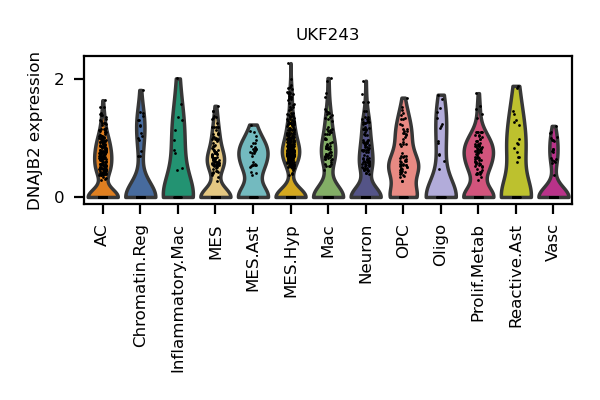 UKF243
DNAJB2 expression
2
0
AC
Chromatin.Reg
Inflammatory.Mac
MES
MES.Ast
MES.Hyp
Mac
Neuron
OPC
Oligo
Prolif.Metab
Reactive.Ast
Vasc